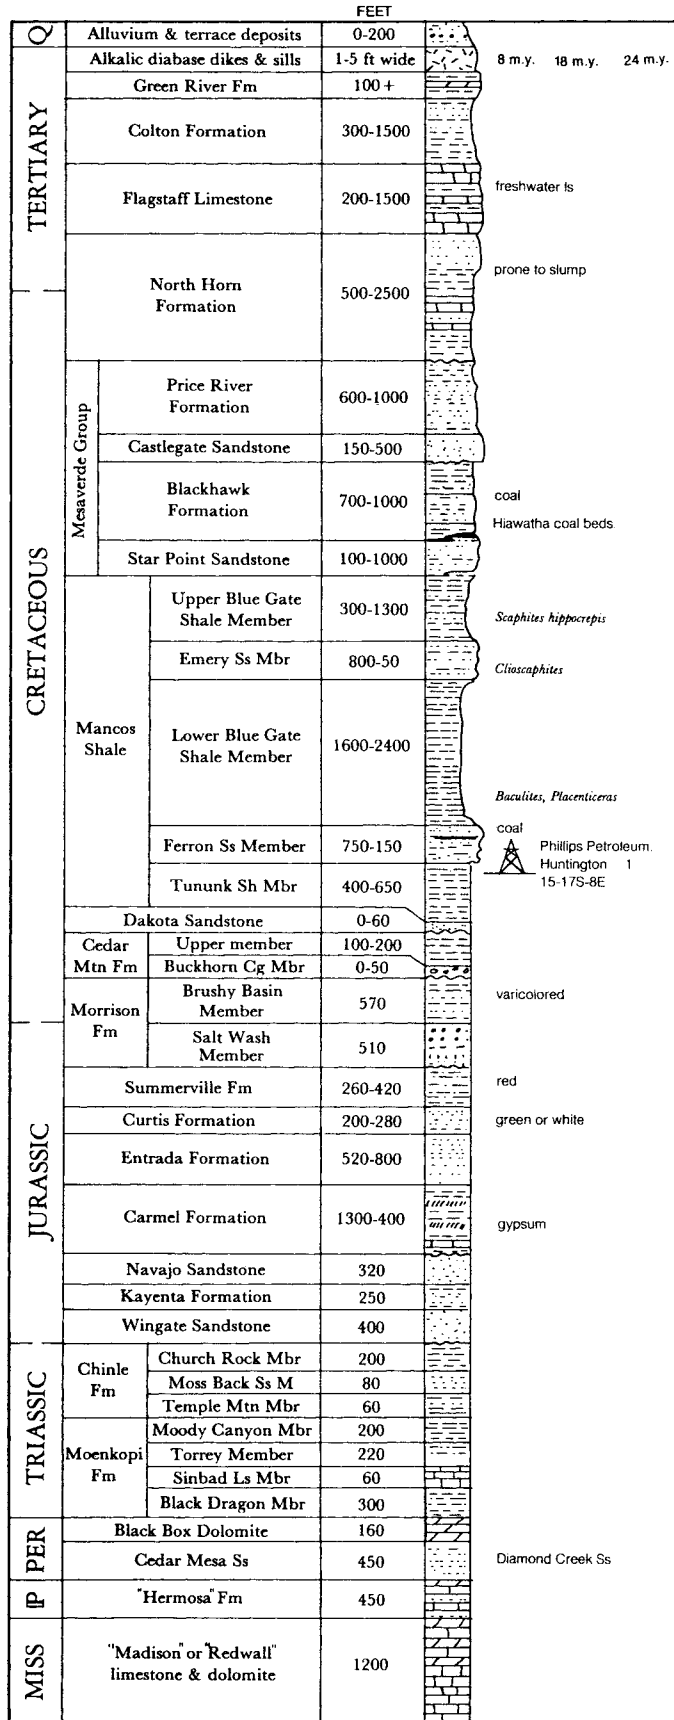 FEET
Q
Alluvium & terrace deposits 0-200
Alkalic diabase dikes & sills 1-5 ft wide 8 m.y. 18 m.y. 24 m.y.
TERTIARY
Green River Fm 100 +
Colton Formation 300-1500
Flagstaff Limestone 200-1500 freshwater ls
North Horn
Formation
500-2500
prone to slump
CRETACEOUS
Mesaverde Group
Price River
Formation
600-1000
Castlegate Sandstone 150-500
Blackhawk
Formation
700-1000
coal
Hiawatha coal beds
Star Point Sandstone 100-1000
Mancos
Shale
Upper Blue Gate
Shale Member
300-1300
Scaphites hippocrepis
Emery Ss Mbr 800-50 Clioscaphites
Lower Blue Gate
Shale Member
1600-2400
Baculites, Placenticeras
Ferron Ss Member 750-150
coal
Phillips Petroleum.
Huntington 1
15-17S-8E
Tununk Sh Mbr 400-650
Dakota Sandstone 0-60
Cedar
Mtn Fm
Upper member 100-200
Buckhorn Cg Mbr 0-50
Morrison
Fm
Brushy Basin
Member
570
varicolored
JURASSIC
Salt Wash
Member
510
Summerville Fm 260-420 red
Curtis Formation 200-280 green or white
Entrada Formation 520-800
Carmel Formation 1300-400 gypsum
Navajo Sandstone 320
Kayenta Formation 250
Wingate Sandstone 400
TRIASSIC
Chinle
Fm
Church Rock Mbr 200
Moss Back Ss M 80
Temple Mtn Mbr 60
Moenkopi
Fm
Moody Canyon Mbr 200
Torrey Member 220
Sinbad Ls Mbr 60
Black Dragon Mbr 300
PER
Black Box Dolomite 160
Cedar Mesa Ss 450 Diamond Creek Ss
IP
"Hermosa" Fm 450
MISS
"Madison" or "Redwall"
limestone & dolomite
1200